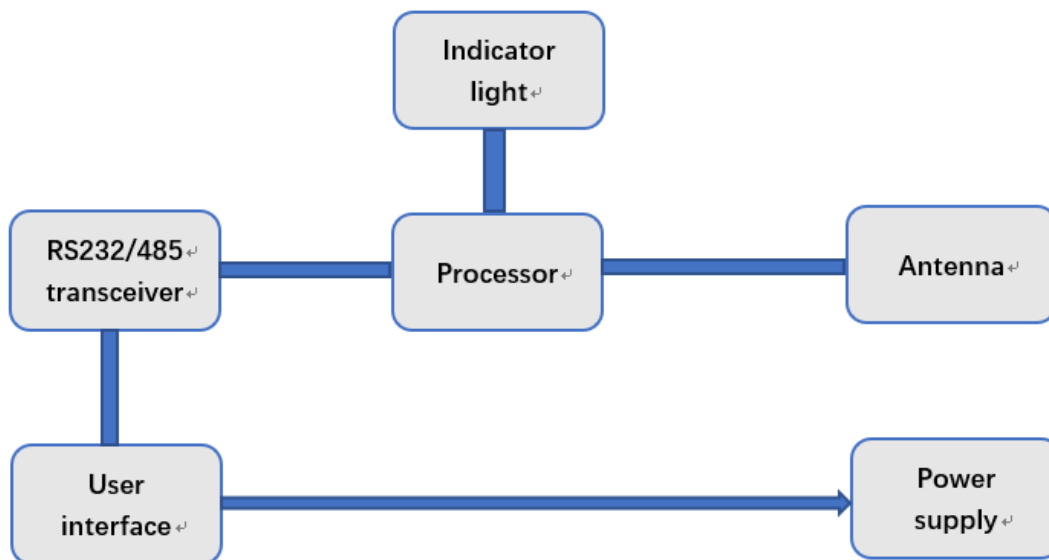 Indicator
light
RS232/485
transceiver
Processor
Antenna
User
interface
Power
supply